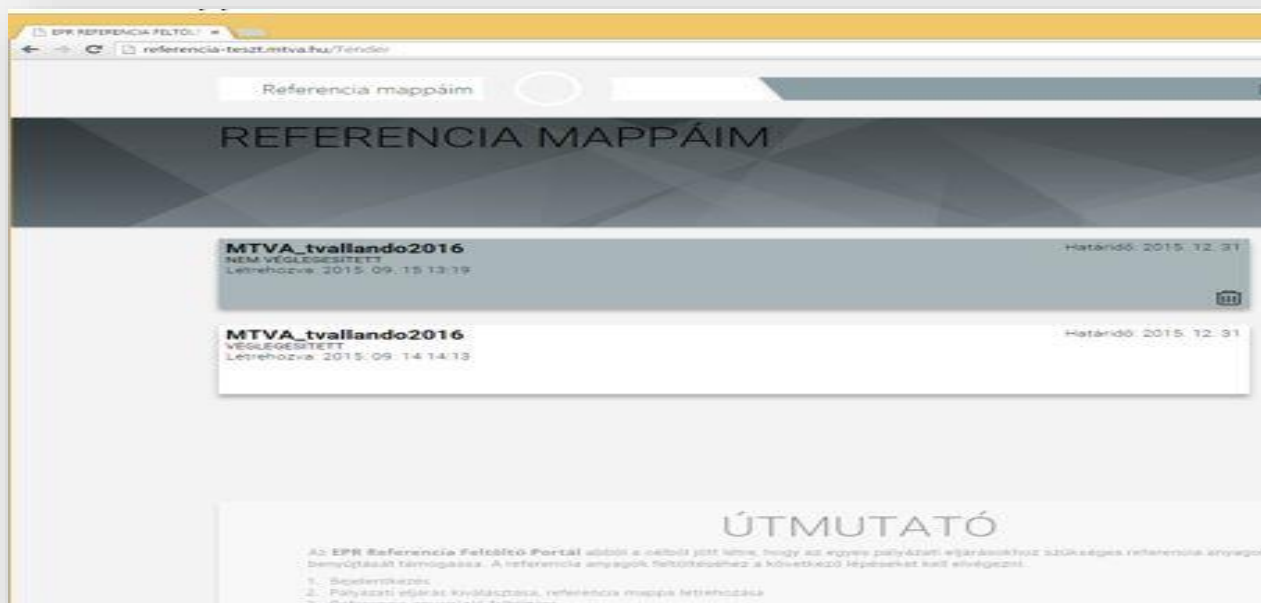 EPR REFERENCIA FELTÖLT
referencia-teszt.mtva.hu/Tender
Referencia mappáim
REFERENCIA MAPPÁIM
MTVA_tvallando2016
Határidő: 2015. 12. 31
NEM VÉGLEGESÍTETT
Létrehozva: 2015. 09. 15 13:19
MTVA_tvallando2016
Határidő: 2015. 12. 31
VÉGLEGESÍTETT
Létrehozva: 2015. 09. 14 14:13
ÚTMUTATÓ
Az EPR Referencia Feltöltő Portál abból a célból jött létre, hogy az egyes pályázati eljárásokhoz szükséges referencia anyago
benyújtását támogassa. A referencia anyagok feltöltéséhez a következő lépéseket kell elvégezni.
1. Bejelentkezés
2. Pályázati eljárás kiválasztása, referencia mappa létrehozása